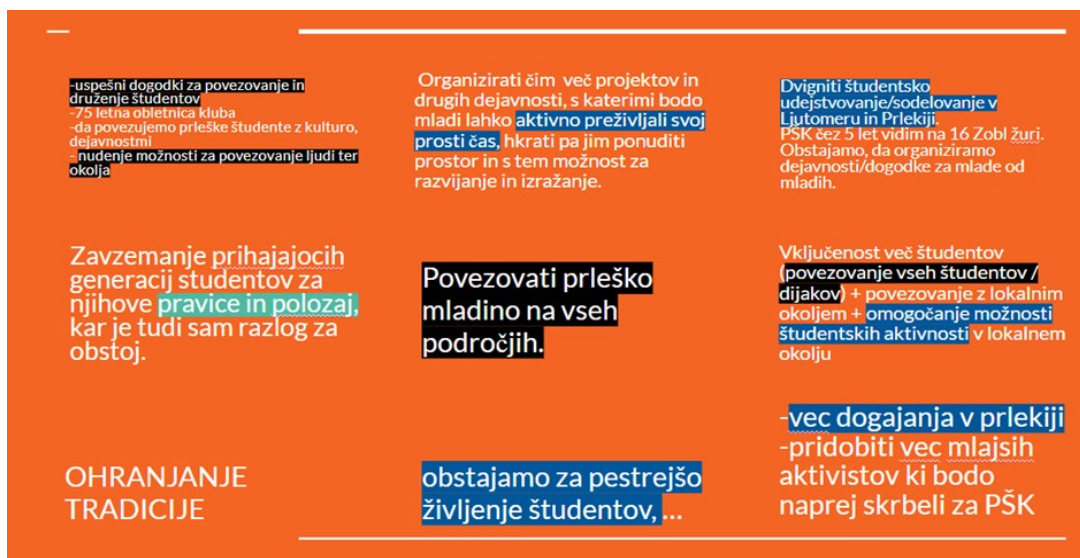 -uspešni dogodki za povezovanje in
druženje študentov
-75 letna obletnica kluba
-da povezujemo prleške študente z kulturo,
dejavnostmi
- nudenje možnosti za povezovanje ljudi ter
okolja
Organizirati čim več projektov in
drugih dejavnosti, s katerimi bodo
mladi lahko aktivno preživljali svoj
prosti čas, hkrati pa jim ponuditi
prostor in s tem možnost za
razvijanje in izražanje.
Dvigniti študentsko
udejstvovanje/sodelovanje v
Ljutomeru in Prlekiji.
PŠK čez 5 let vidim na 16 Zobl žuri.
Obstajamo, da organiziramo
dejavnosti/dogodke za mlade od
mladih.
Zavzemanje prihajajocih
generacij studentov za
njihove pravice in polozaj,
kar je tudi sam razlog za
obstoj.
Povezovati prleško
mladino na vseh
področjih.
Vključenost več študentov
(povezovanje vseh študentov /
dijakov) + povezovanje z lokalnim
okoljem + omogočanje možnosti
študentskih aktivnosti v lokalnem
okolju
OHRANJANJE
TRADICIJE
obstajamo za pestrejšo
življenje študentov, ...
-vec dogajanja v prlekiji
-pridobiti vec mlajsih
aktivistov ki bodo
naprej skrbeli za PŠK